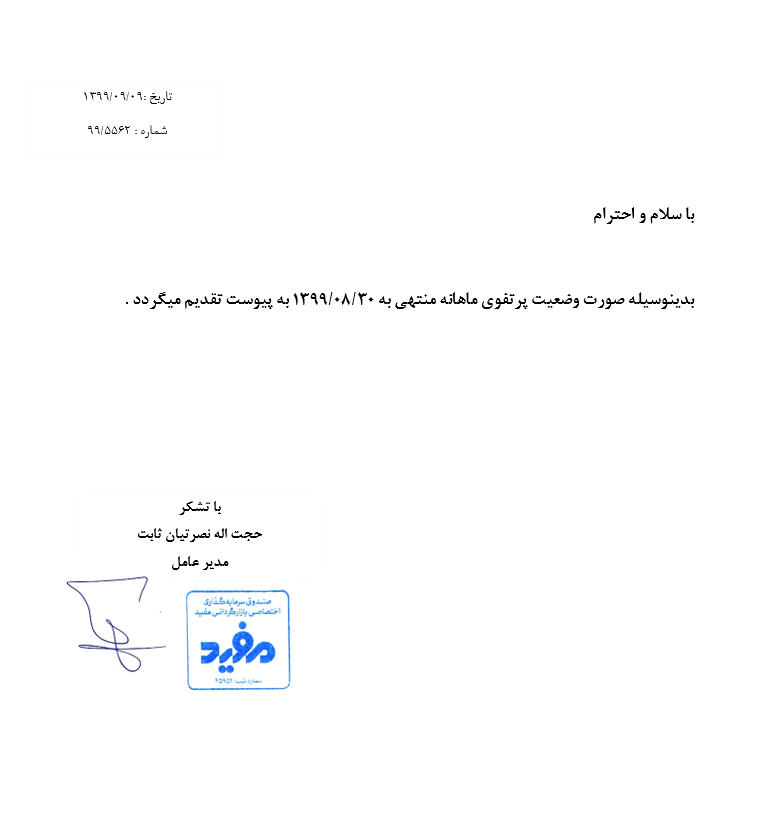 تاریخ :۱۳۹۹/۰۹/۰۹
شماره : ۹۹/۵۵۶۲
با سلام و احترام
بدینوسیله صورت وضعیت پرتفوی ماهانه منتهی به ۱۳۹۹/۰۸/۳۰ به پیوست تقدیم میگردد .
با تشکر
حجت اله نصرتیان ثابت
مدیر عامل
صندوق سرمایه‌گذاری
اختصاصی بازارگردانی مفید
مفید
شماره ثبت: ۴۵۹۵۱